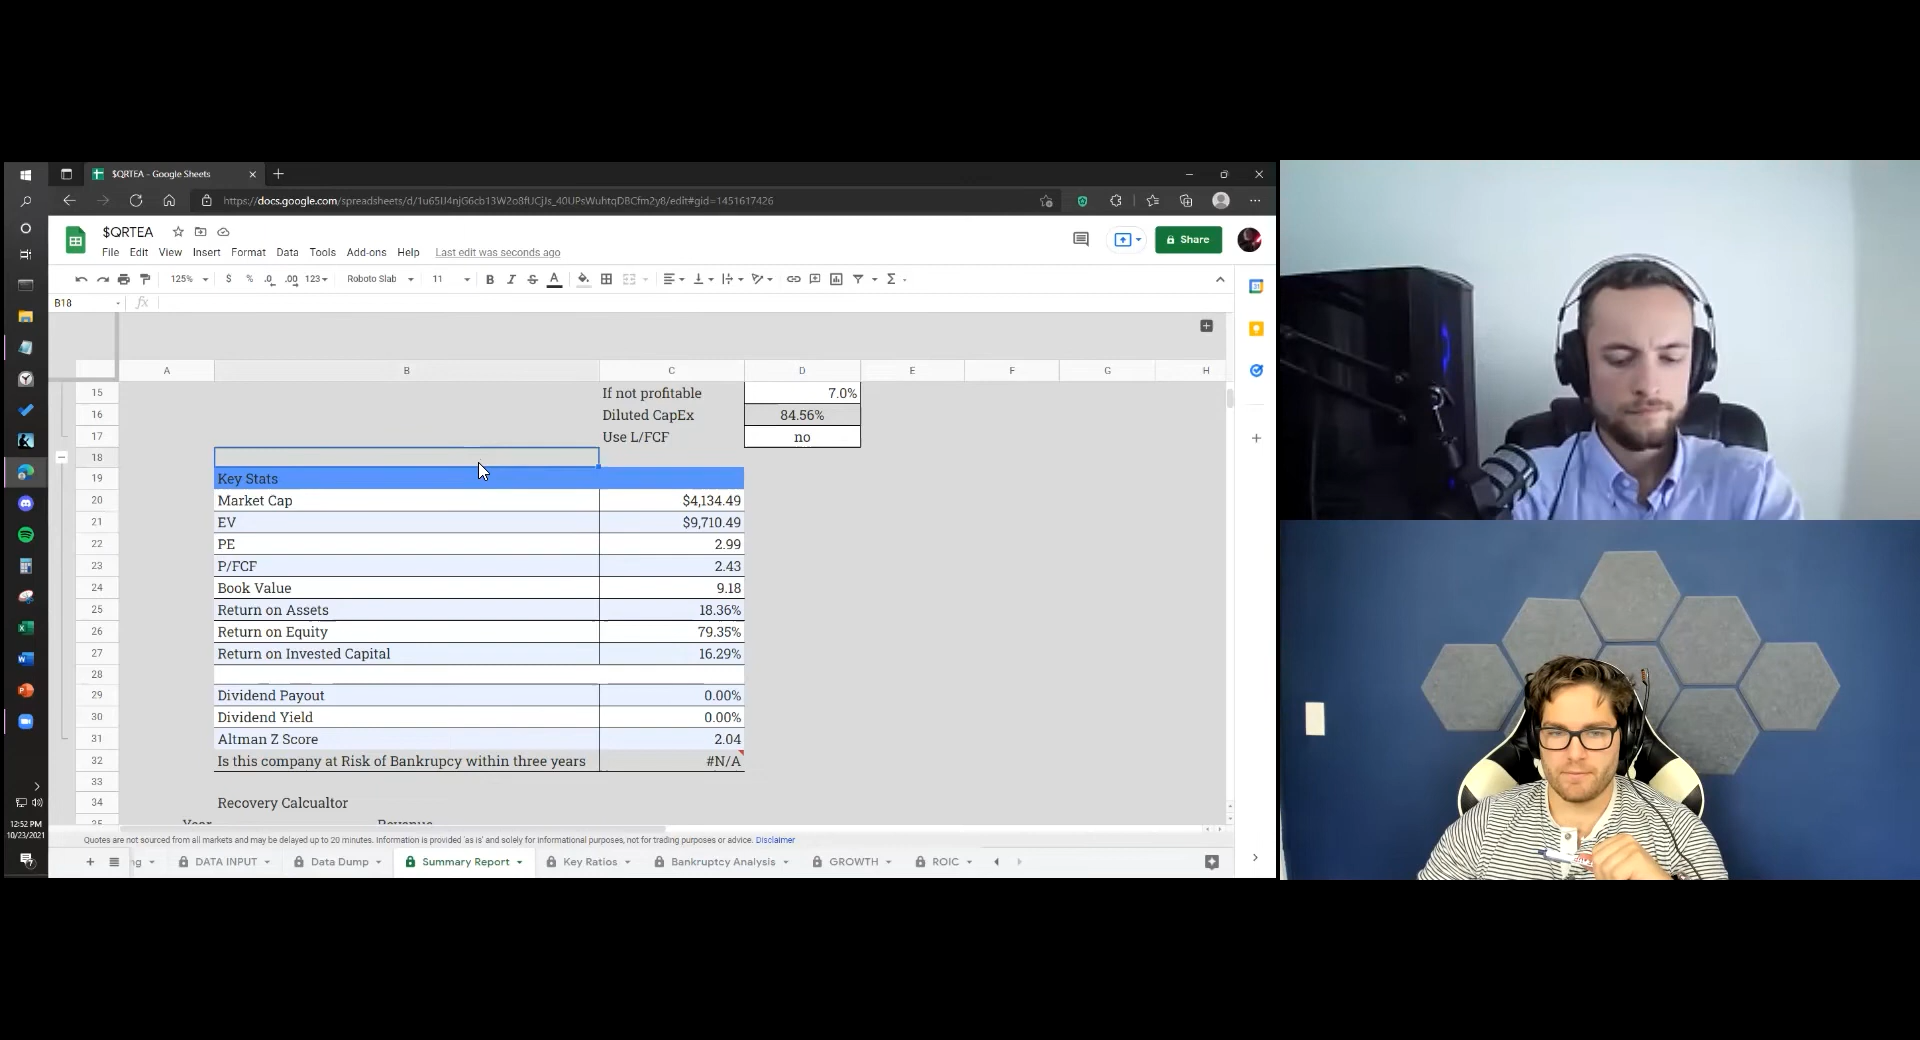 $QRTEA - Google Sheets
https://docs.google.com/spreadsheets/d/1u65II4njG6cb13W2o8fUCjJs_40UPsWuhtqDBCfm2y8/edit#gid=1451617426
$QRTEA
File Edit View Insert Format Data Tools Add-ons Help Last edit was seconds ago
Share
125% $ % .0 .00 123 Roboto Slab 11 B I S A
B18 fx
A B C D E F G H
15 If not profitable 7.0%
16 Diluted CapEx 84.56%
17 Use L/FCF no
18
19 Key Stats
20 Market Cap $4,134.49
21 EV $9,710.49
22 PE 2.99
23 P/FCF 2.43
24 Book Value 9.18
25 Return on Assets 18.36%
26 Return on Equity 79.35%
27 Return on Invested Capital 16.29%
28
29 Dividend Payout 0.00%
30 Dividend Yield 0.00%
31 Altman Z Score 2.04
32 Is this company at Risk of Bankrupcy within three years #N/A
33
34 Recovery Calcualtor
35 Year Revenue
Quotes are not sourced from all markets and may be delayed up to 20 minutes. Information is provided 'as is' and solely for informational purposes, not for trading purposes or advice. Disclaimer
ng DATA INPUT Data Dump Summary Report Key Ratios Bankruptcy Analysis GROWTH ROIC
12:52 PM
10/23/2021